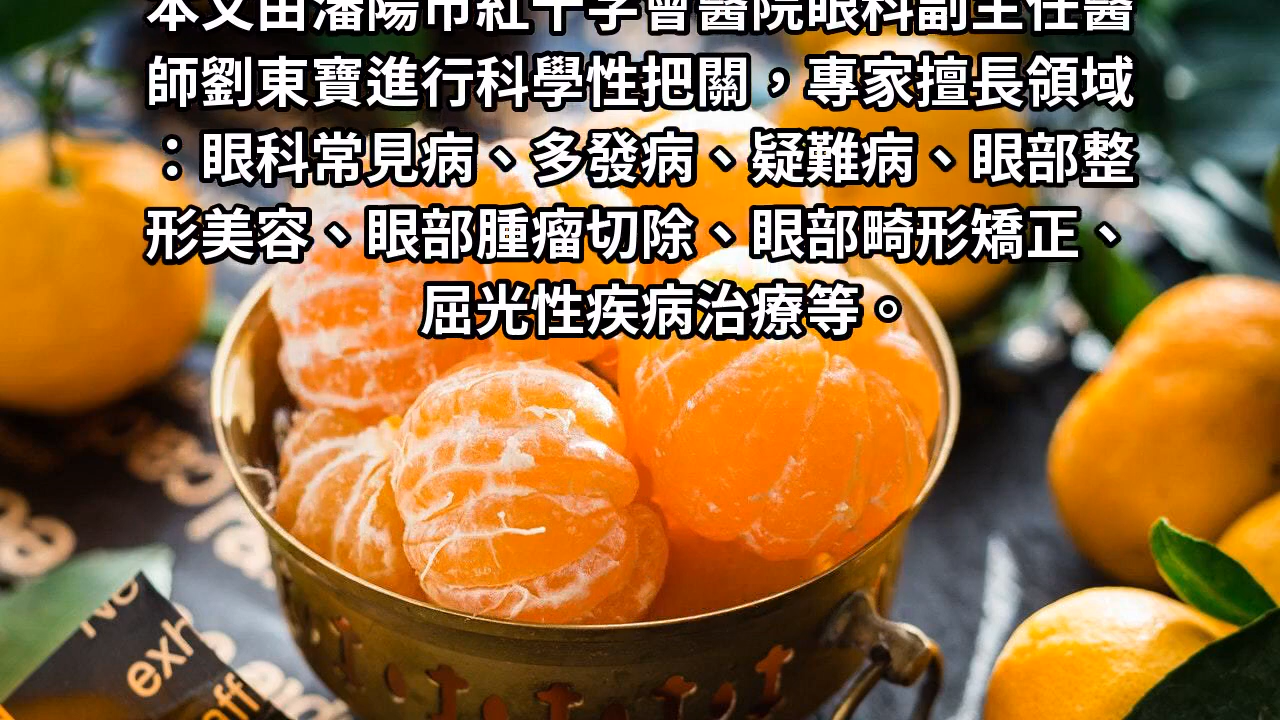 本文由瀋陽市紅十字會醫院眼科副主任醫
師劉東寶進行科學性把關，專家擅長領域
：眼科常見病、多發病、疑難病、眼部整
形美容、眼部腫瘤切除、眼部畸形矯正、
屈光性疾病治療等。
exh